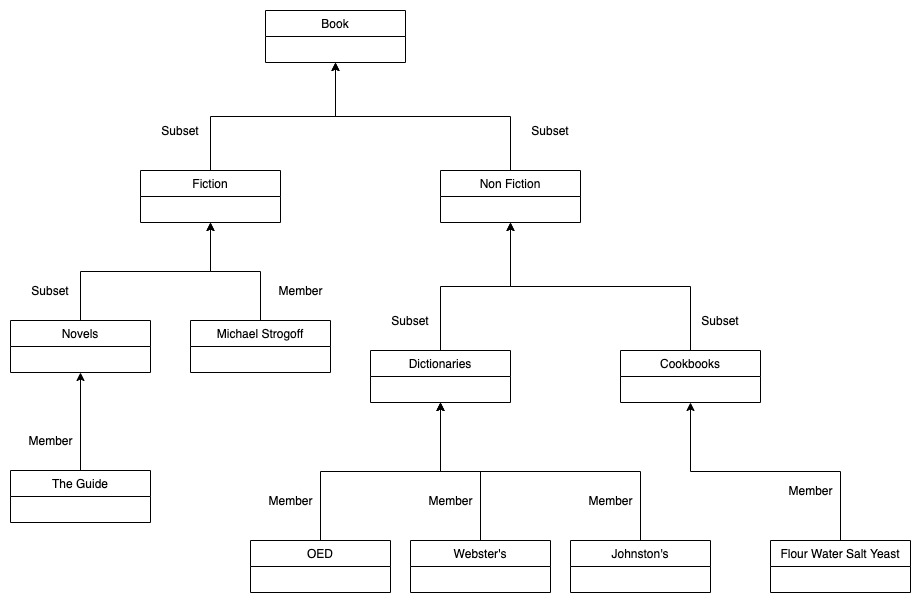 Book
Subset
Subset
Fiction
Non Fiction
Subset
Member
Novels
Michael Strogoff
Subset
Subset
Dictionaries
Cookbooks
Member
The Guide
Member
Member
Member
Member
OED
Webster's
Johnston's
Flour Water Salt Yeast